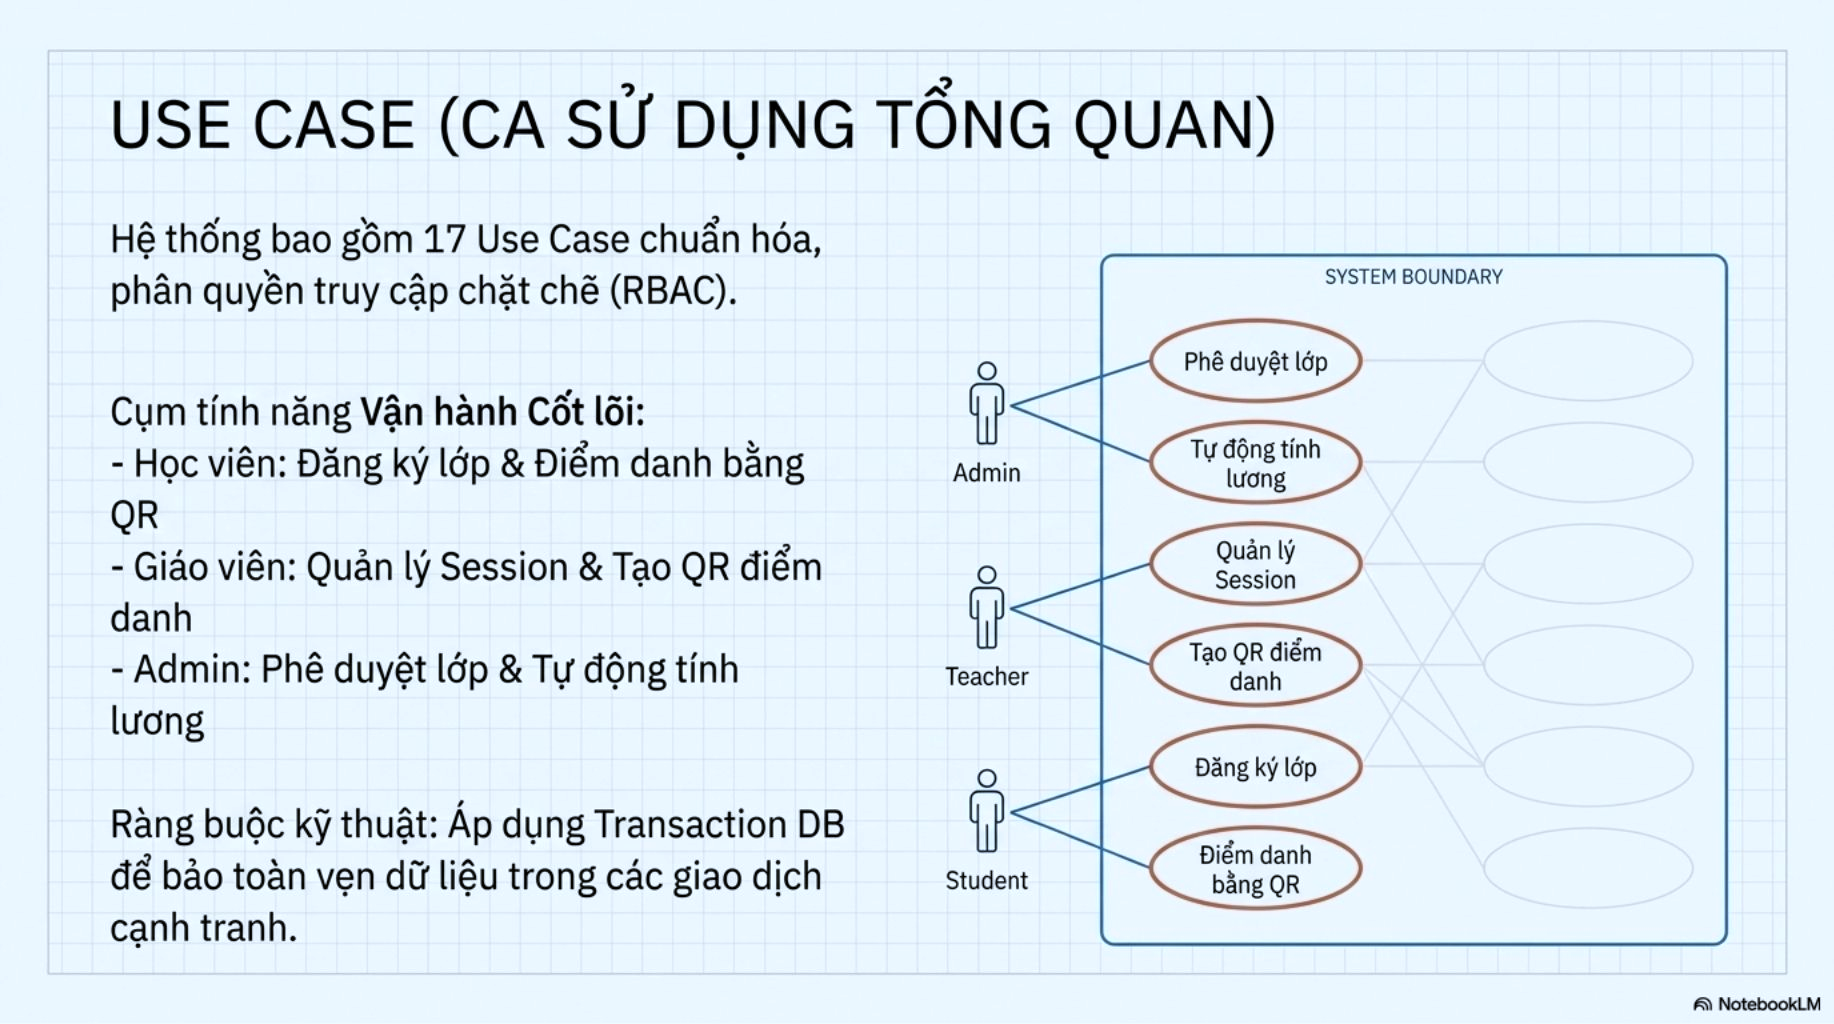 USE CASE (CA SỬ DỤNG TỔNG QUAN)
Hệ thống bao gồm 17 Use Case chuẩn hóa,
phân quyền truy cập chặt chẽ (RBAC).
Cụm tính năng Vận hành Cốt lõi:
- Học viên: Đăng ký lớp & Điểm danh bằng
QR
- Giáo viên: Quản lý Session & Tạo QR điểm
danh
- Admin: Phê duyệt lớp & Tự động tính
lương
Ràng buộc kỹ thuật: Áp dụng Transaction DB
để bảo toàn vẹn dữ liệu trong các giao dịch
cạnh tranh.
SYSTEM BOUNDARY
Admin
Phê duyệt lớp
Tự động tính
lương
Teacher
Quản lý
Session
Tạo QR điểm
danh
Student
Đăng ký lớp
Điểm danh
bằng QR
NotebookLM